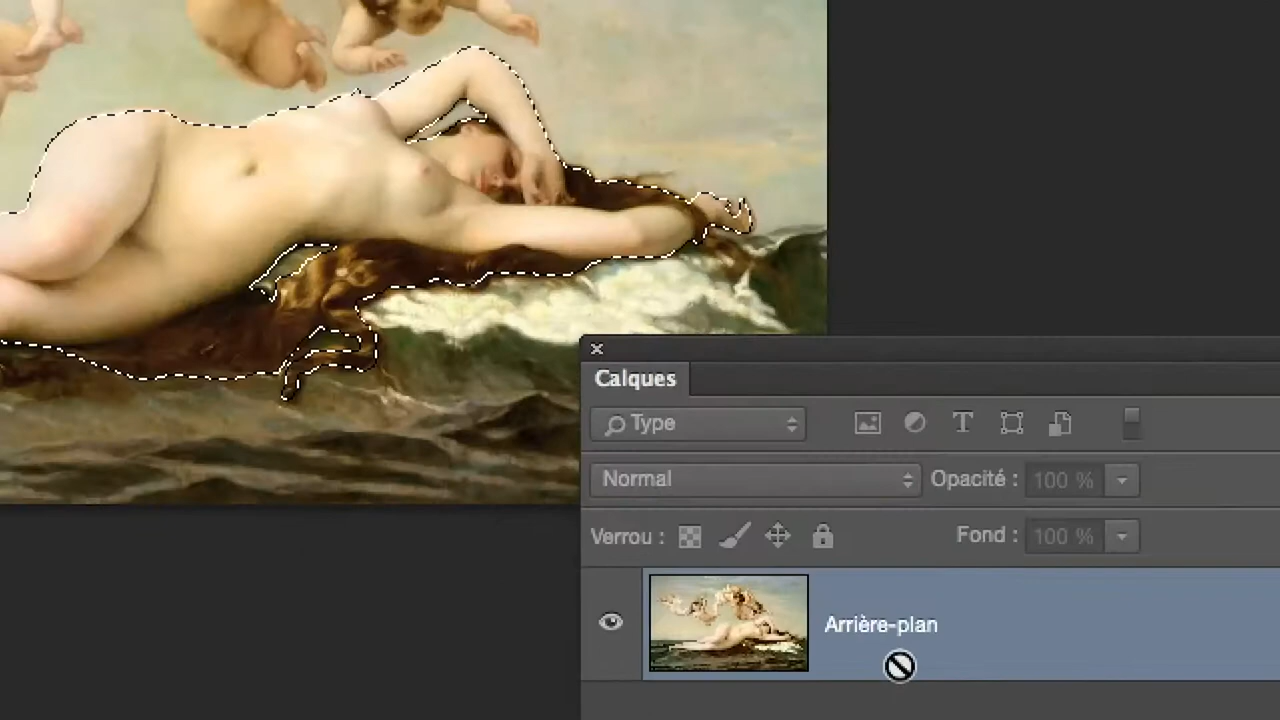 Calques
Type
Normal Opacité : 100 %
Verrou : Fond : 100 %
Arrière-plan